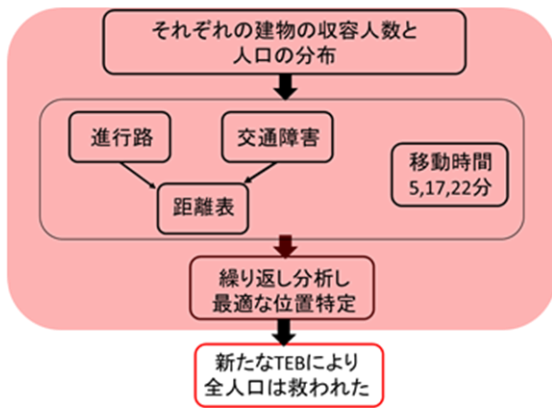 それぞれの建物の収容人数と
人口の分布
進行路
交通障害
移動時間
5,17,22分
距離表
繰り返し分析し
最適な位置特定
新たなTEBにより
全人口は救われた